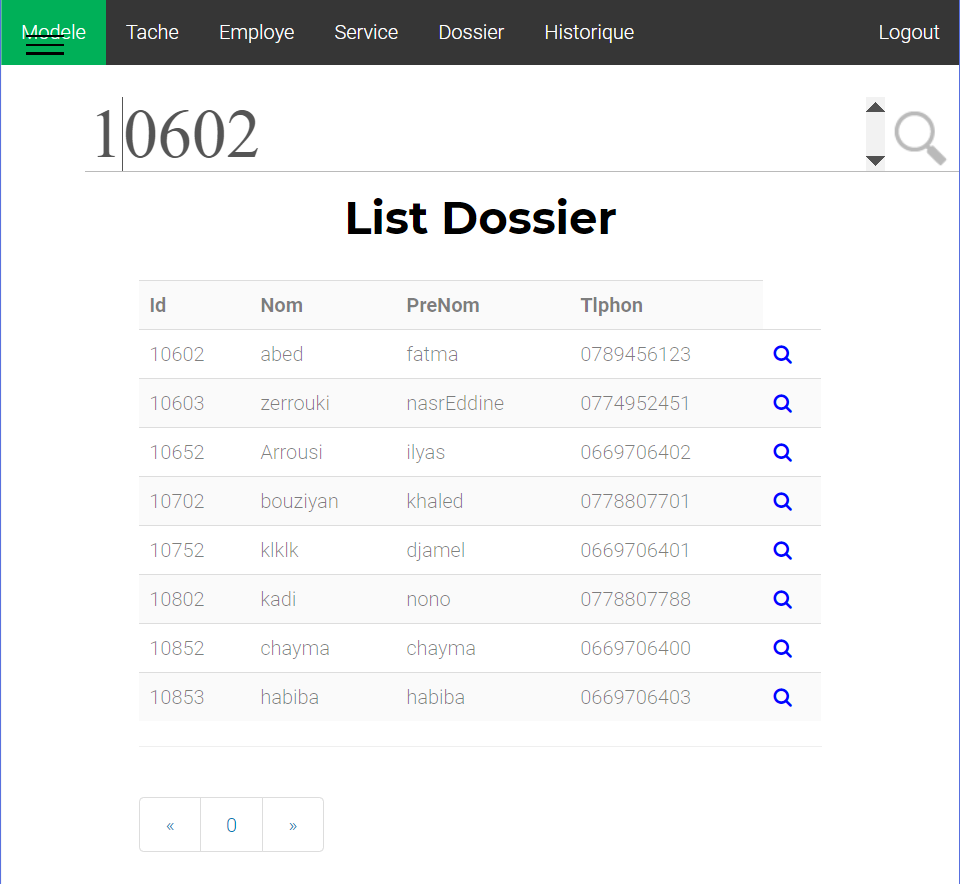 Modele Tache Employe Service Dossier Historique Logout
10602
List Dossier
Id Nom PreNom Tlphon
10602 abed fatma 0789456123
10603 zerrouki nasrEddine 0774952451
10652 Arrousi ilyas 0669706402
10702 bouziyan khaled 0778807701
10752 klklk djamel 0669706401
10802 kadi nono 0778807788
10852 chayma chayma 0669706400
10853 habiba habiba 0669706403
« 0 »